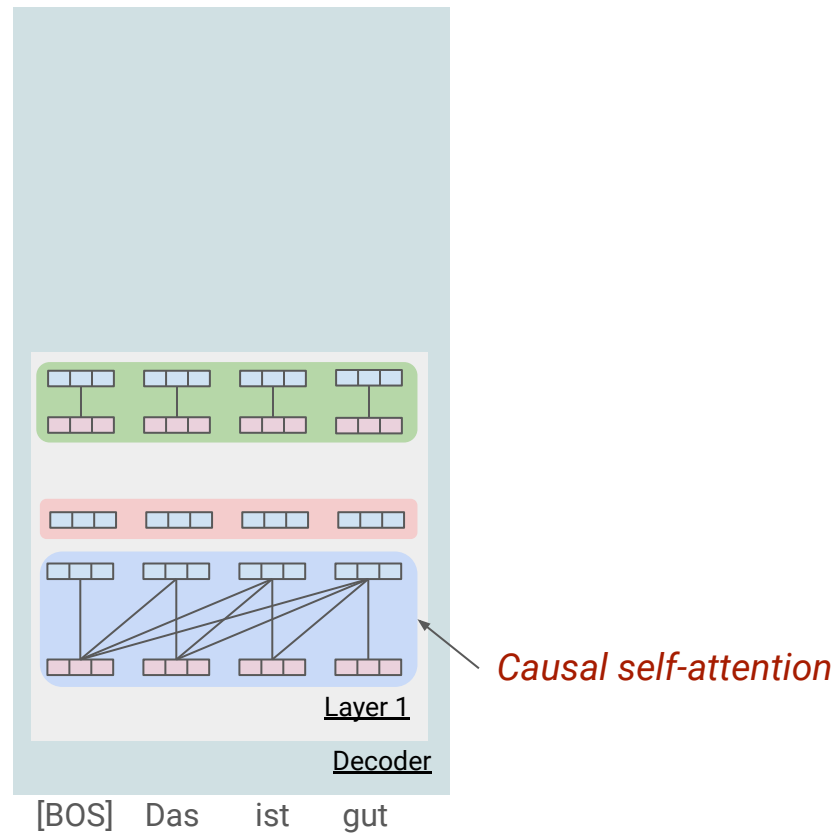 Causal self-attention
Layer 1
Decoder
[BOS] Das ist gut